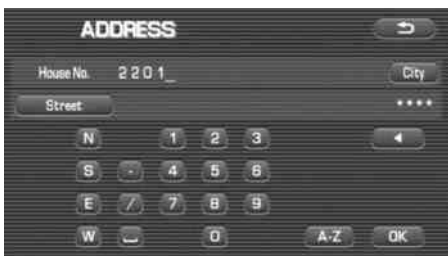 ADDRESS
House No. 2201_ City
Street ****
N 1 2 3
S - 4 5 6
E / 7 8 9
W 0 A-Z OK